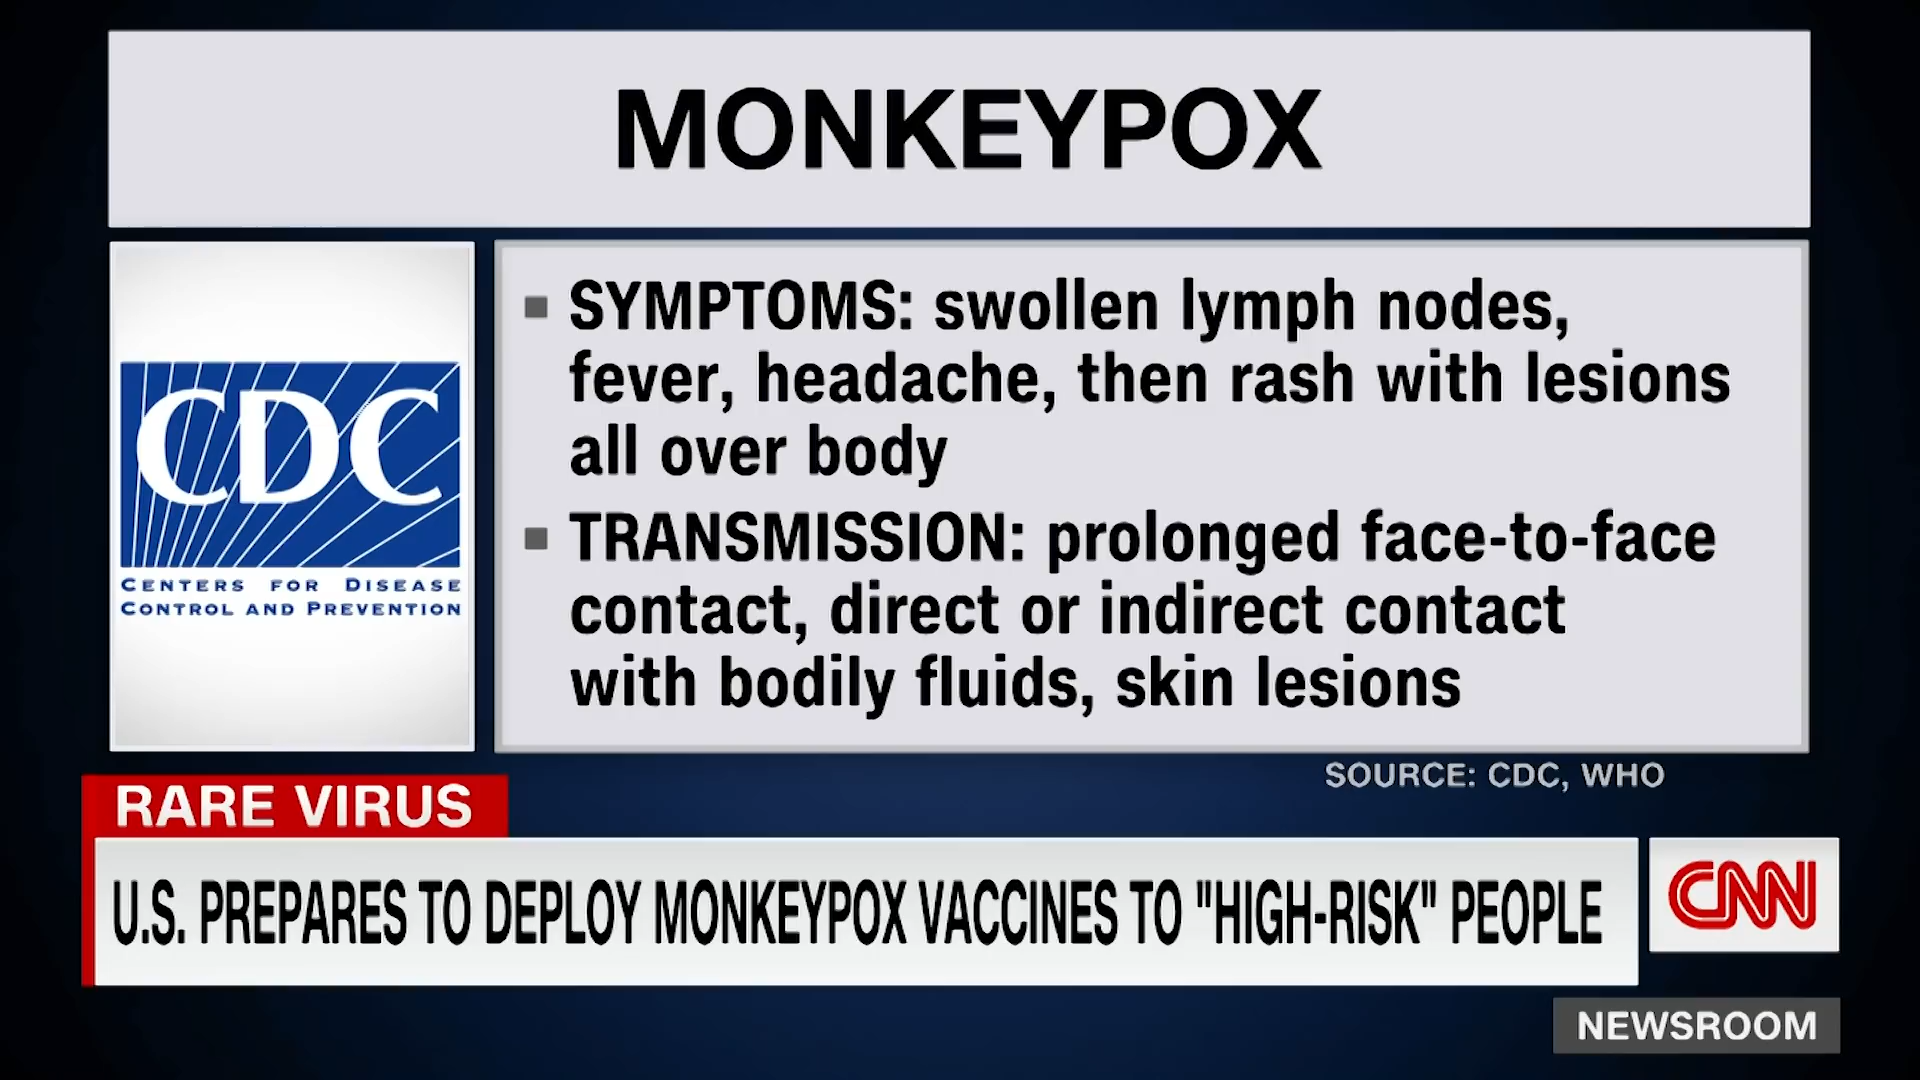 MONKEYPOX
CDC
CENTERS FOR DISEASE
CONTROL AND PREVENTION
▪ SYMPTOMS: swollen lymph nodes,
fever, headache, then rash with lesions
all over body
▪ TRANSMISSION: prolonged face-to-face
contact, direct or indirect contact
with bodily fluids, skin lesions
SOURCE: CDC, WHO
RARE VIRUS
U.S. PREPARES TO DEPLOY MONKEYPOX VACCINES TO "HIGH-RISK" PEOPLE
CNN
NEWSROOM